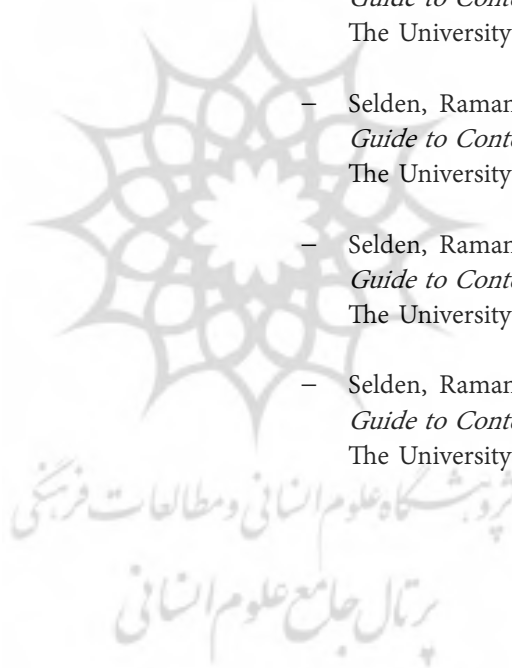 Guide to Conte
The University
– Selden, Raman
Guide to Conte
The University
– Selden, Raman
Guide to Conte
The University
– Selden, Raman
Guide to Conte
The University
پژوهشگاه علوم انسانی و مطالعات فرهنگی
پرتال جامع علوم انسانی